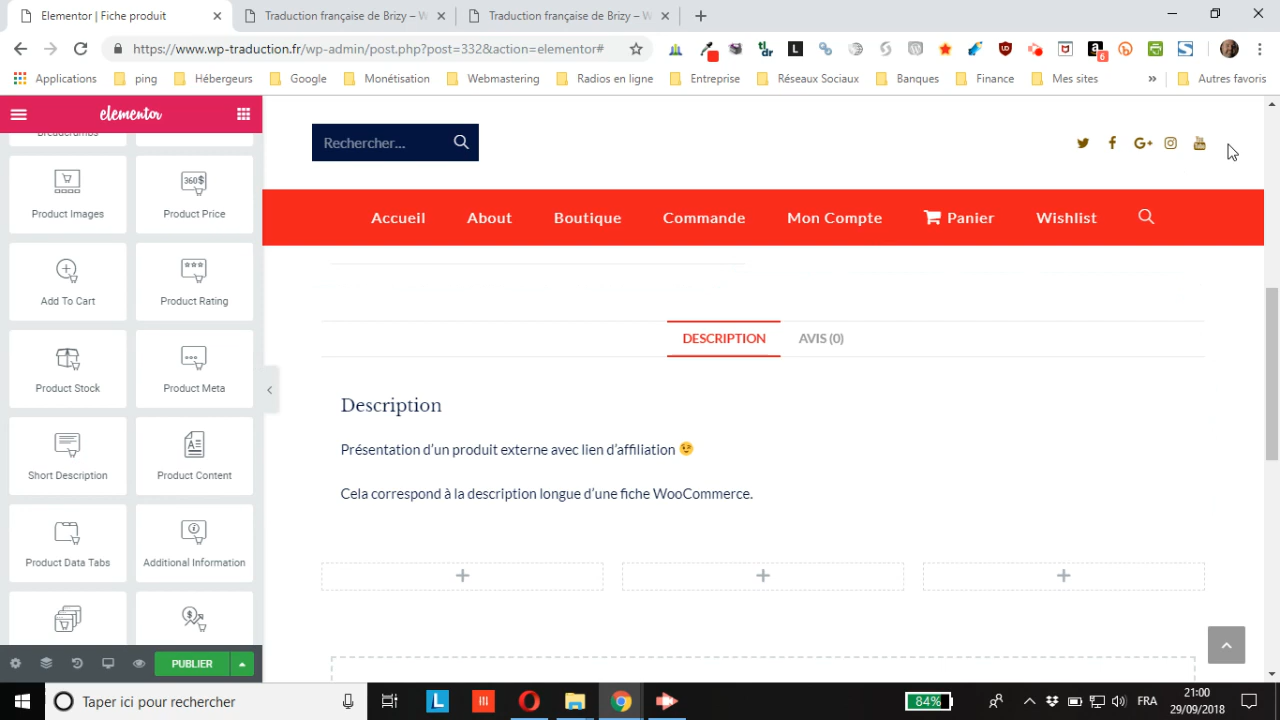 Elementor | Fiche produit
Traduction française de Brizy – W
Traduction française de Brizy – W
https://www.wp-traduction.fr/wp-admin/post.php?post=332&action=elementor#
Applications
ping
Hébergeurs
Google
Monétisation
Webmastering
Radios en ligne
Entreprise
Réseaux Sociaux
Banques
Finance
Mes sites
»
Autres favoris
elementor
Product Images
Product Price
Add To Cart
Product Rating
Product Stock
Product Meta
Short Description
Product Content
Product Data Tabs
Additional Information
PUBLIER
Rechercher...
Accueil
About
Boutique
Commande
Mon Compte
Panier
Wishlist
DESCRIPTION
AVIS (0)
Description
Présentation d’un produit externe avec lien d’affiliation 😉
Cela correspond à la description longue d’une fiche WooCommerce.
Taper ici pour rechercher
84%
FRA
21:00
29/09/2018